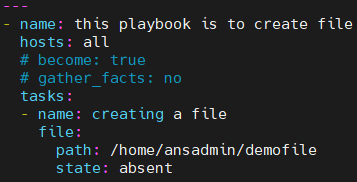 ---
- name: this playbook is to create file
  hosts: all
  # become: true
  # gather_facts: no
  tasks:
  - name: creating a file
    file:
      path: /home/ansadmin/demofile
      state: absent